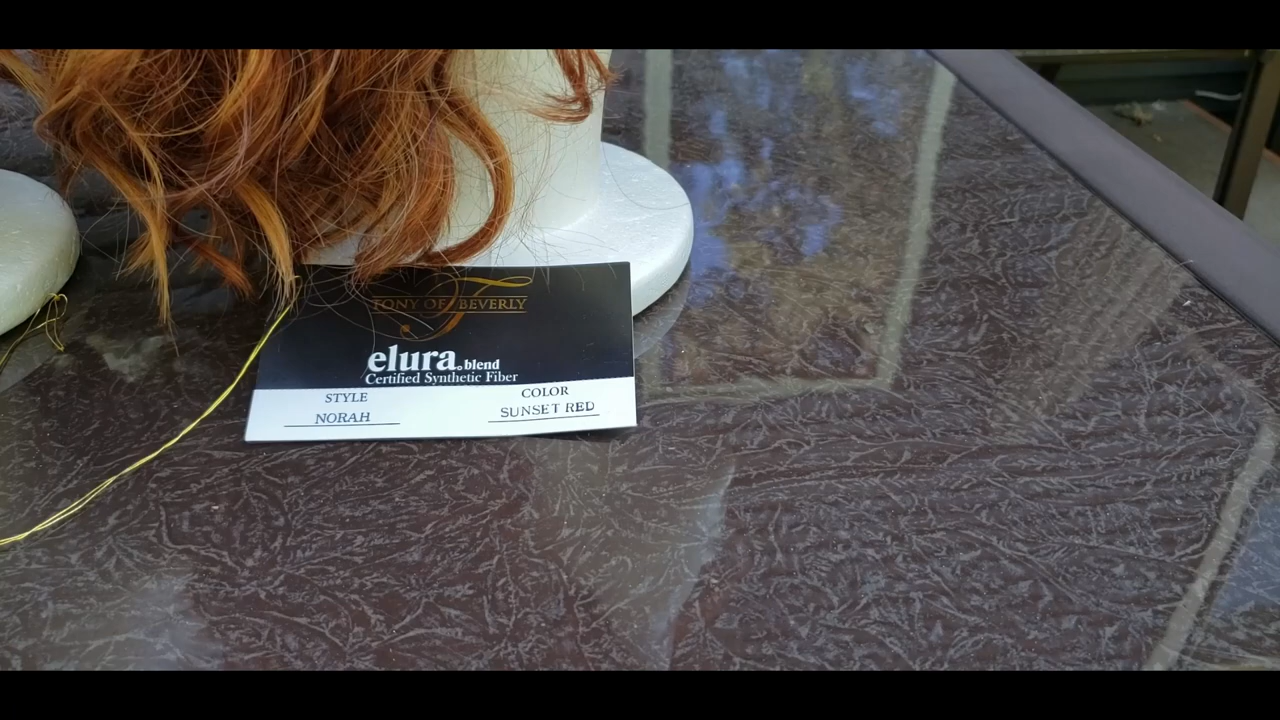 TONY OF BEVERLY
elura. blend
Certified Synthetic Fiber
STYLE COLOR
NORAH SUNSET RED